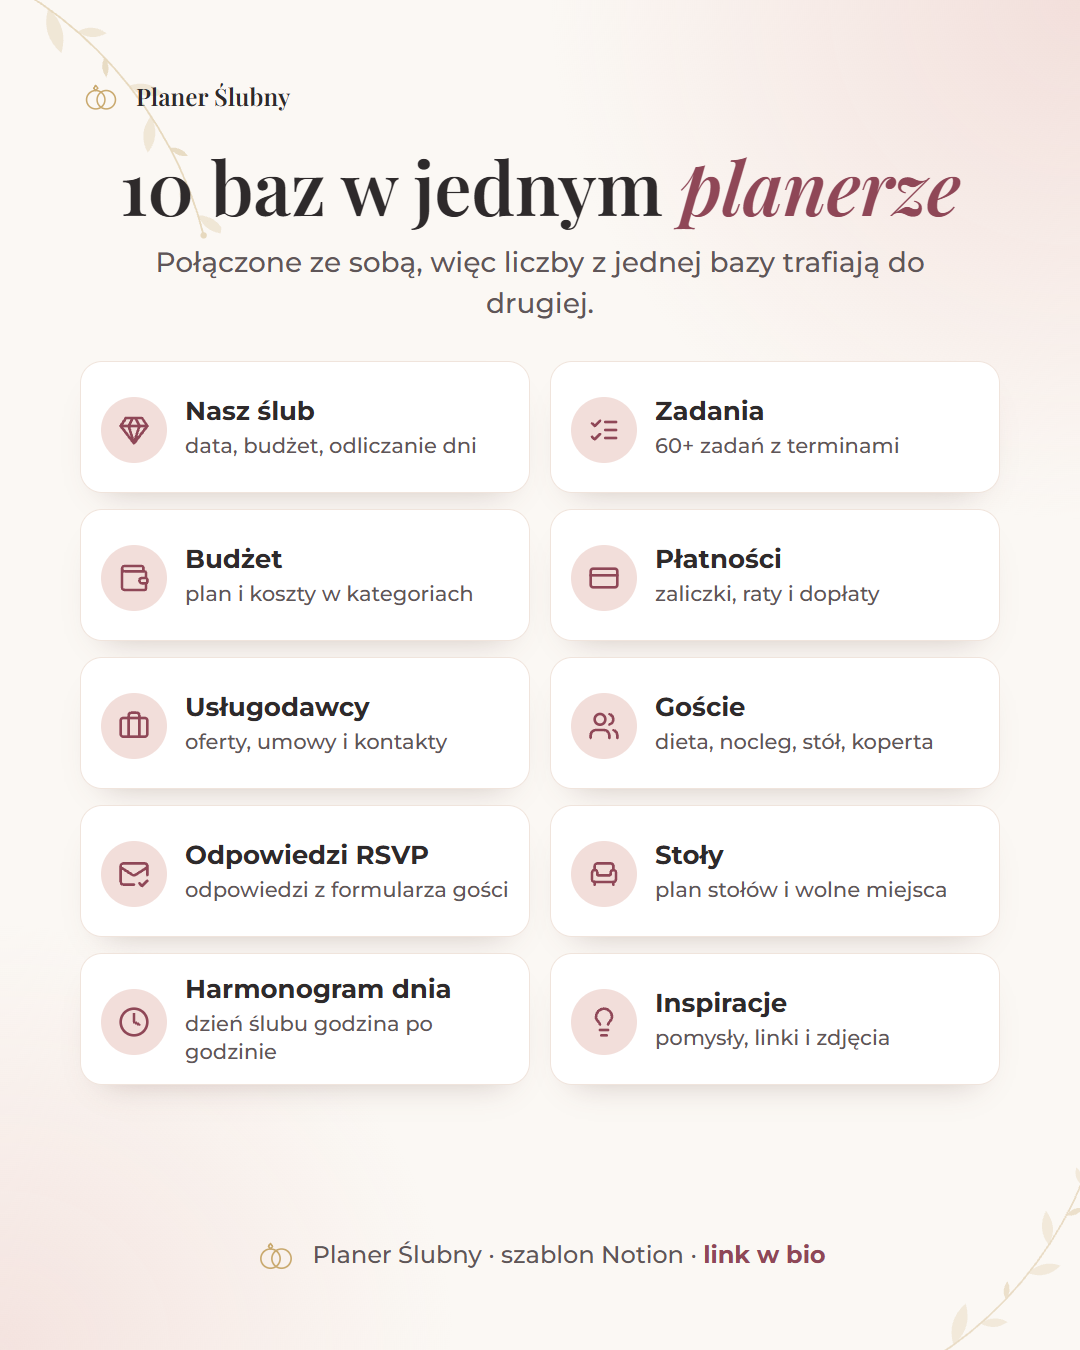 Planer Ślubny
10 baz w jednym planerze
Połączone ze sobą, więc liczby z jednej bazy trafiają do
drugiej.
Nasz ślub
data, budżet, odliczanie dni
Zadania
60+ zadań z terminami
Budżet
plan i koszty w kategoriach
Płatności
zaliczki, raty i dopłaty
Usługodawcy
oferty, umowy i kontakty
Goście
dieta, nocleg, stół, koperta
Odpowiedzi RSVP
odpowiedzi z formularza gości
Stoły
plan stołów i wolne miejsca
Harmonogram dnia
dzień ślubu godzina po
godzinie
Inspiracje
pomysły, linki i zdjęcia
Planer Ślubny · szablon Notion · link w bio